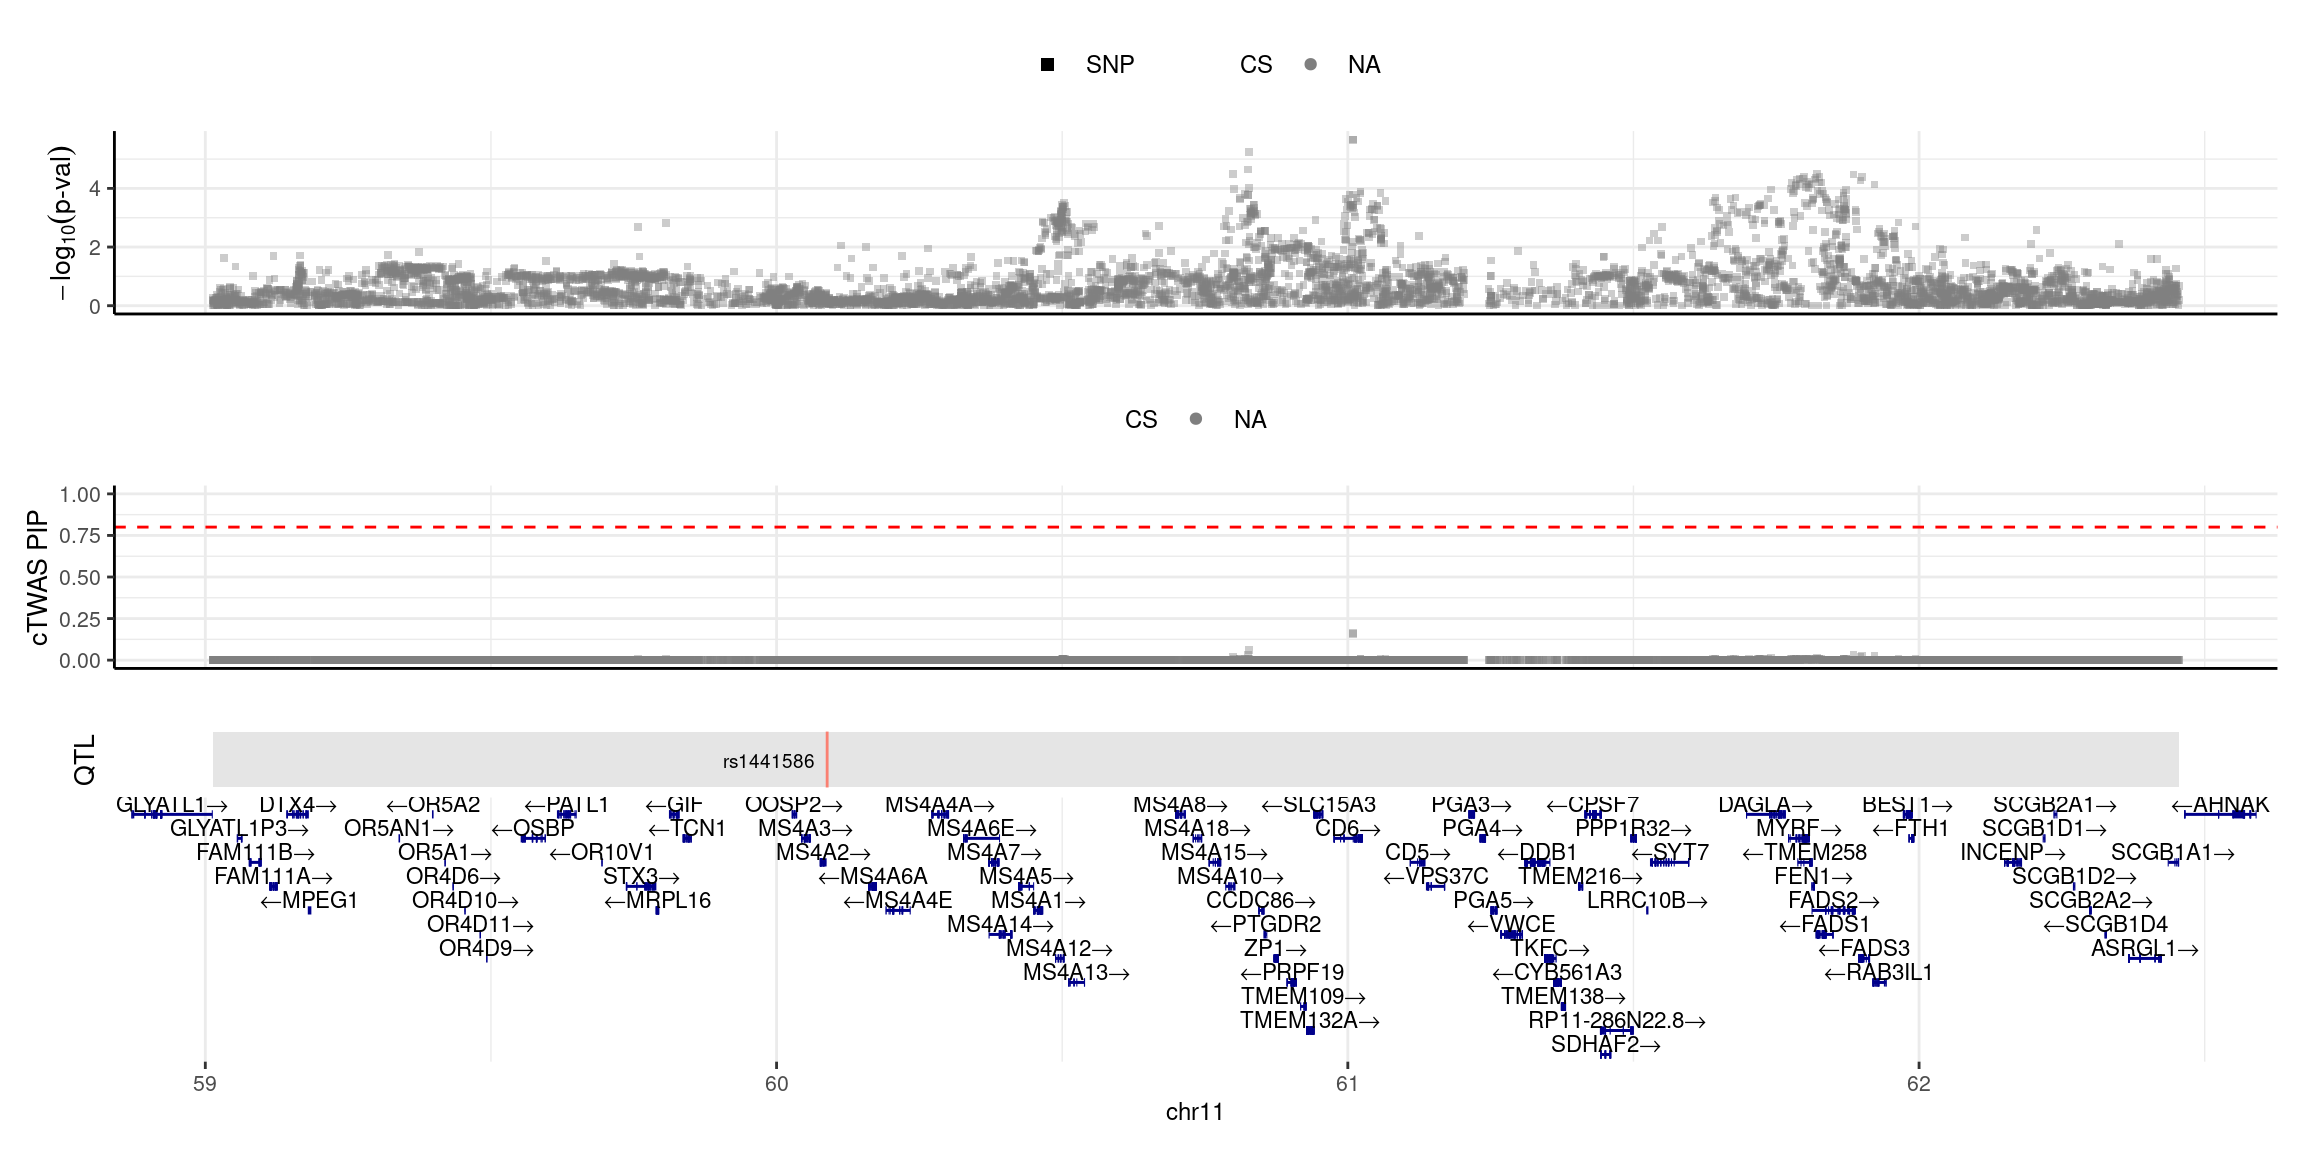 SNP CS NA
−log10(p-val)
4
2
0
CS NA
cTWAS PIP
1.00
0.75
0.50
0.25
0.00
QTL
rs1441586
GLYATL1→ DTX4→ ←OR5A2 ←PATL1 ←GIF OOSP2→ MS4A4A→ MS4A8→ ←SLC15A3 PGA3→ ←CPSF7 DAGLA→ BEST1→ SCGB2A1→ ←AHNAK
GLYATL1P3→ OR5AN1→ ←OSBP ←TCN1 MS4A3→ MS4A6E→ MS4A18→ CD6→ PGA4→ PPP1R32→ MYRF→ ←FTH1 SCGB1D1→
FAM111B→ OR5A1→ ←OR10V1 MS4A2→ MS4A7→ MS4A15→ CD5→ ←DDB1 ←SYT7 ←TMEM258 INCENP→ SCGB1A1→
FAM111A→ OR4D6→ STX3→ ←MS4A6A MS4A5→ MS4A10→ ←VPS37C TMEM216→ FEN1→ SCGB1D2→
←MPEG1 OR4D10→ ←MRPL16 ←MS4A4E MS4A1→ CCDC86→ PGA5→ LRRC10B→ FADS2→ SCGB2A2→
OR4D11→ MS4A14→ ←PTGDR2 ←VWCE ←FADS1 ←SCGB1D4
OR4D9→ MS4A12→ ZP1→ TKFC→ ←FADS3 ASRGL1→
MS4A13→ ←PRPF19 ←CYB561A3 ←RAB3IL1
TMEM109→ TMEM138→
TMEM132A→ RP11-286N22.8→
SDHAF2→
59 60 61 62
chr11